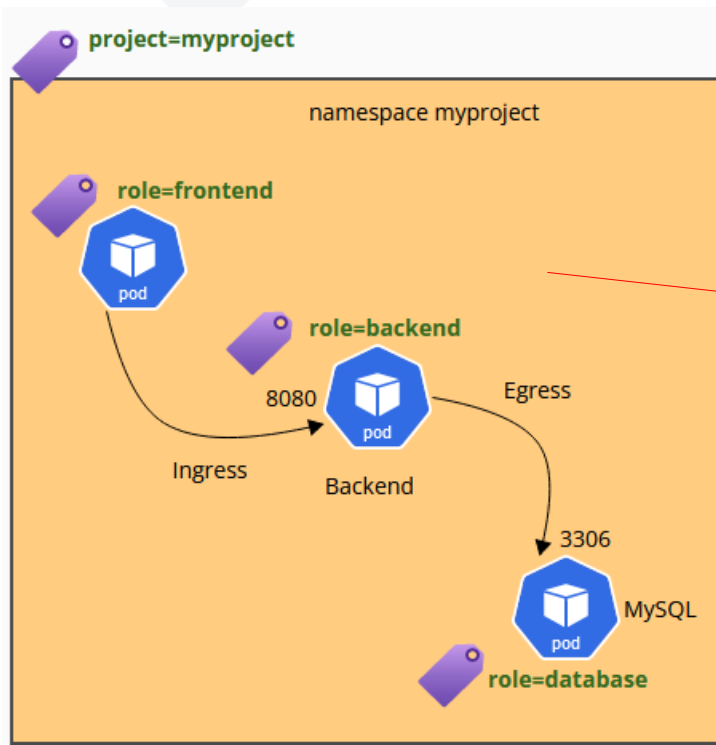 project=myproject
namespace myproject
role=frontend
pod
role=backend
8080
pod
Egress
Ingress
Backend
3306
MySQL
pod
role=database